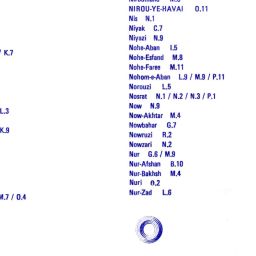 K.7
L.3
K.9
M.7 / O.4
NIROU-YE-HAVAI O.11
Nis N.1
Niyak C.7
Niyazi N.9
Nohe-Aban I.5
Nohe-Esfand M.8
Nohe-Faree M.11
Nohom-e-Aban L.9 / M.9 / P.11
Norouzi L.5
Nosrat N.1 / N.2 / N.3 / P.1
Now N.9
Now-Akhtar M.4
Nowbahar G.7
Nowruzi R.2
Nowzari N.2
Nur G.6 / M.9
Nur-Afshan B.10
Nur-Bakhsh M.4
Nuri O.2
Nur-Zad L.6